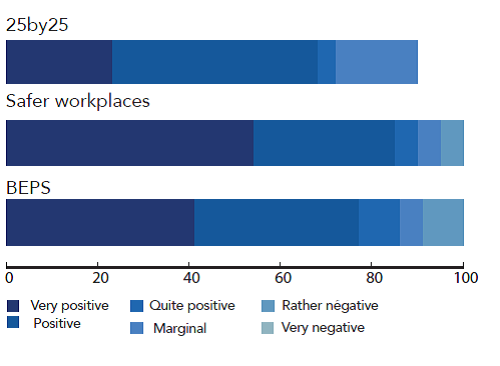 25by25
Safer workplaces
BEPS
0 20 40 60 80 100
Very positive Quite positive Rather négative
Positive Marginal Very negative